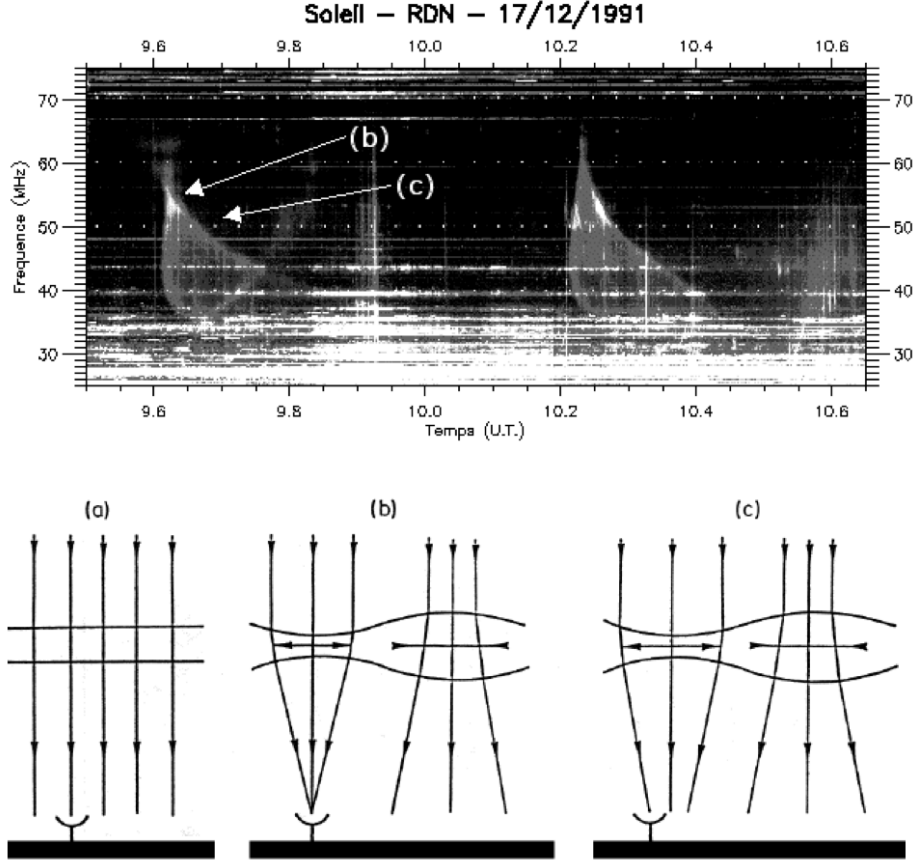 Soleil – RDN – 17/12/1991
9.6 9.8 10.0 10.2 10.4 10.6
70 70
(b)
60 60
(c)
50 50
40 40
30 30
Frequence (MHz)
9.6 9.8 10.0 10.2 10.4 10.6
Temps (U.T.)
(a) (b) (c)